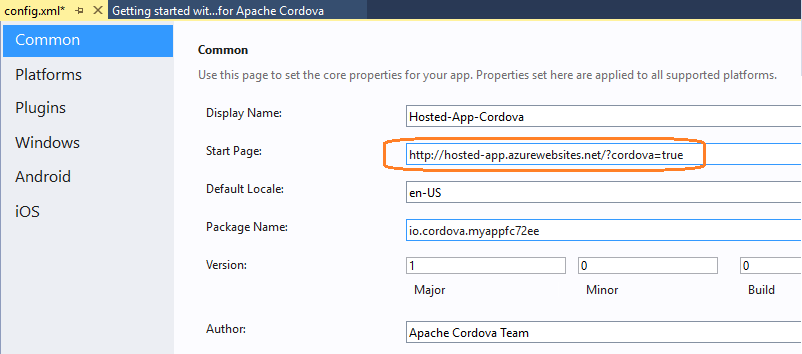 config.xml* Getting started wit...for Apache Cordova
Common
Platforms
Plugins
Windows
Android
iOS
Common
Use this page to set the core properties for your app. Properties set here are applied to all supported platforms.
Display Name: Hosted-App-Cordova
Start Page: http://hosted-app.azurewebsites.net/?cordova=true
Default Locale: en-US
Package Name: io.cordova.myappfc72ee
Version: 1 0 0
Major Minor Build
Author: Apache Cordova Team